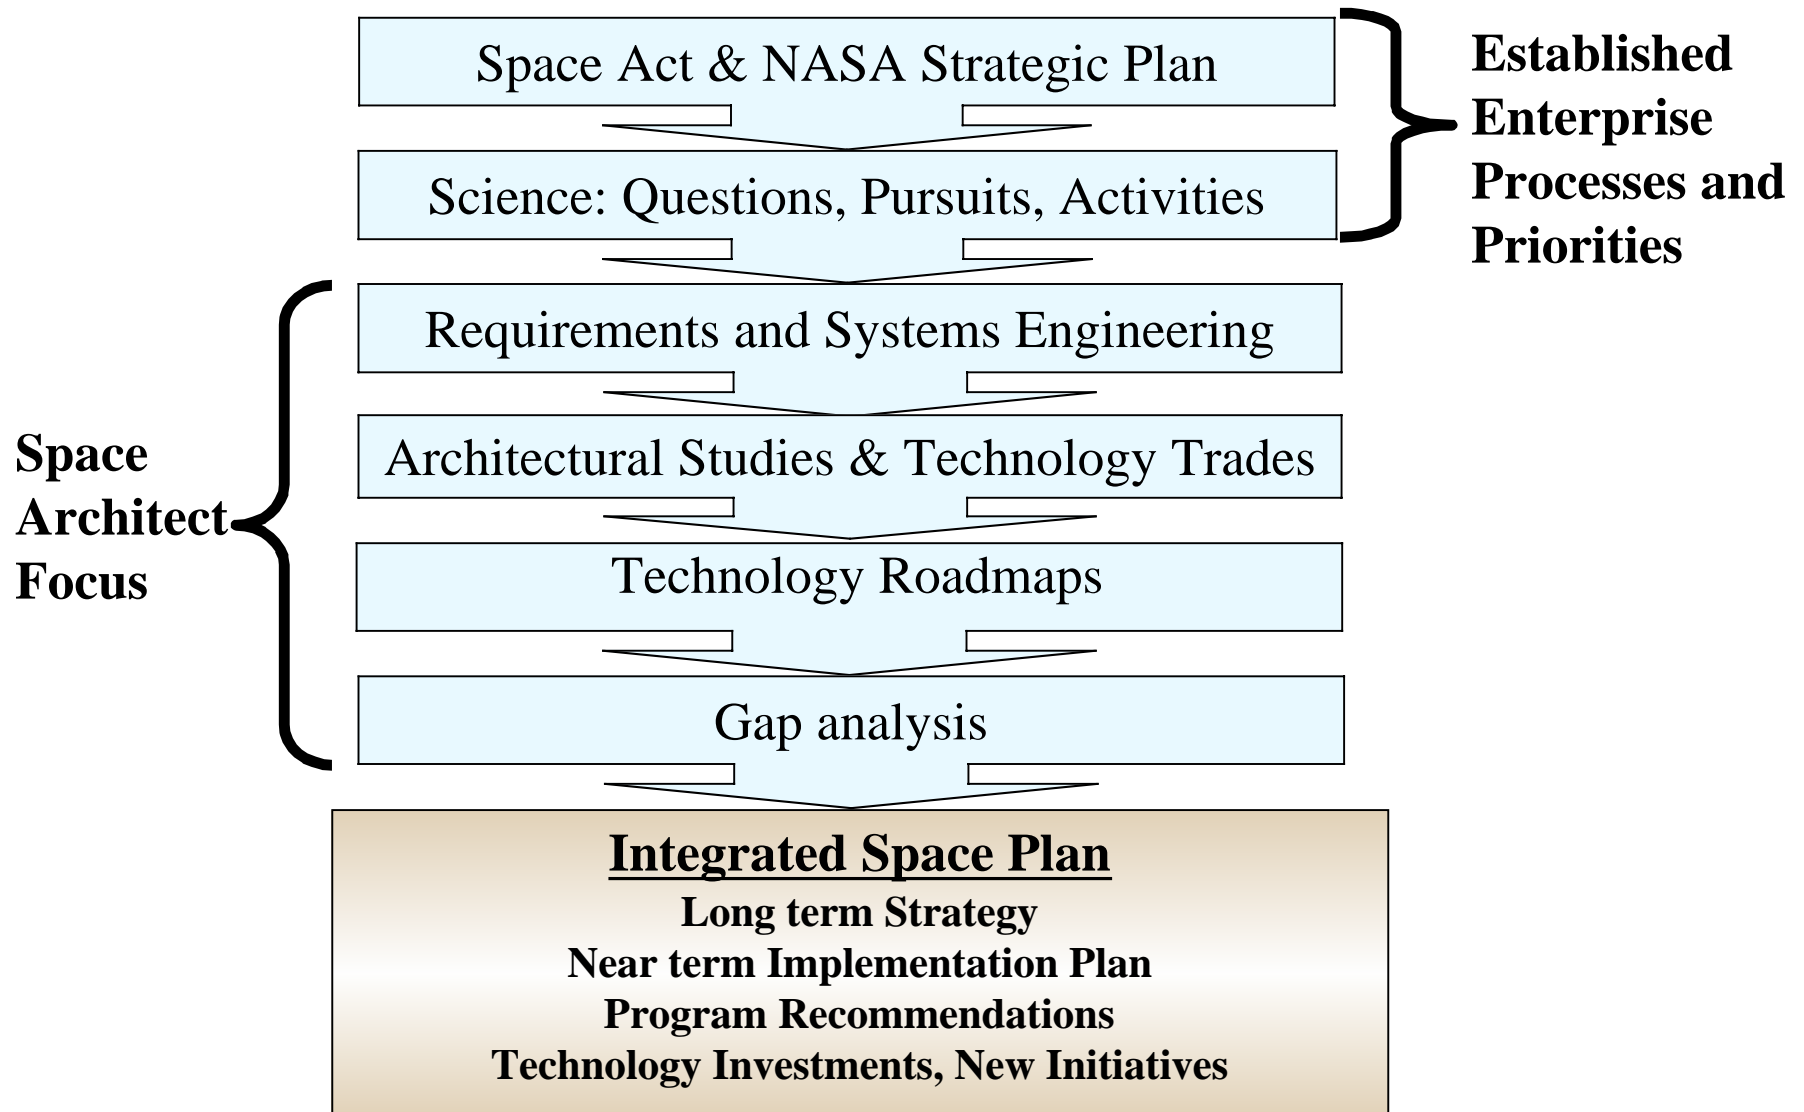 Space Act & NASA Strategic Plan
Established
Enterprise
Processes and
Priorities
Science: Questions, Pursuits, Activities
Requirements and Systems Engineering
Space
Architect
Focus
Architectural Studies & Technology Trades
Technology Roadmaps
Gap analysis
Integrated Space Plan
Long term Strategy
Near term Implementation Plan
Program Recommendations
Technology Investments, New Initiatives